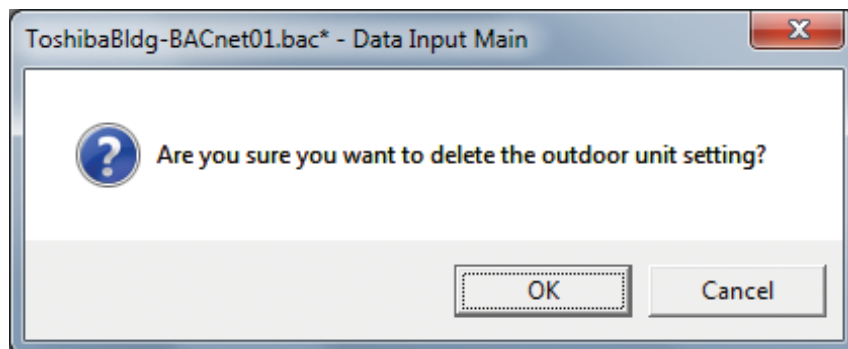 ToshibaBldg-BACnet01.bac* - Data Input Main
Are you sure you want to delete the outdoor unit setting?
OK Cancel